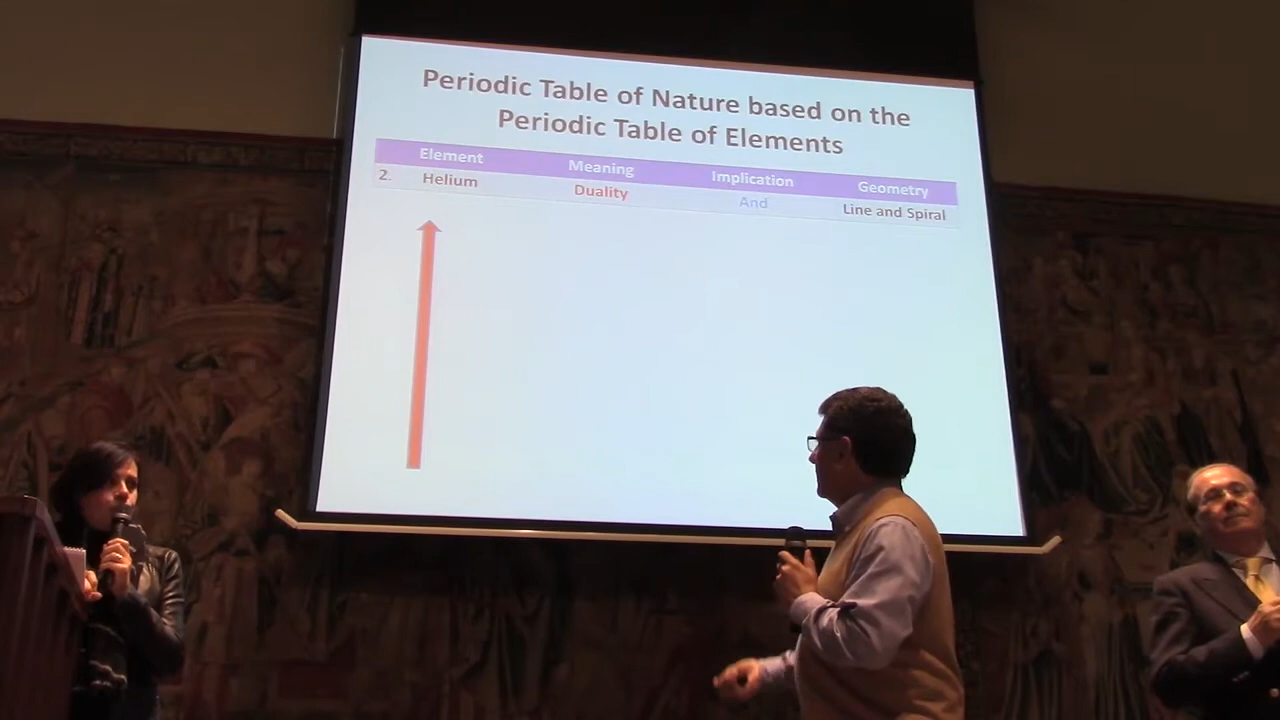 Periodic Table of Nature based on the
Periodic Table of Elements
Element Meaning Implication Geometry
2. Helium Duality And Line and Spiral